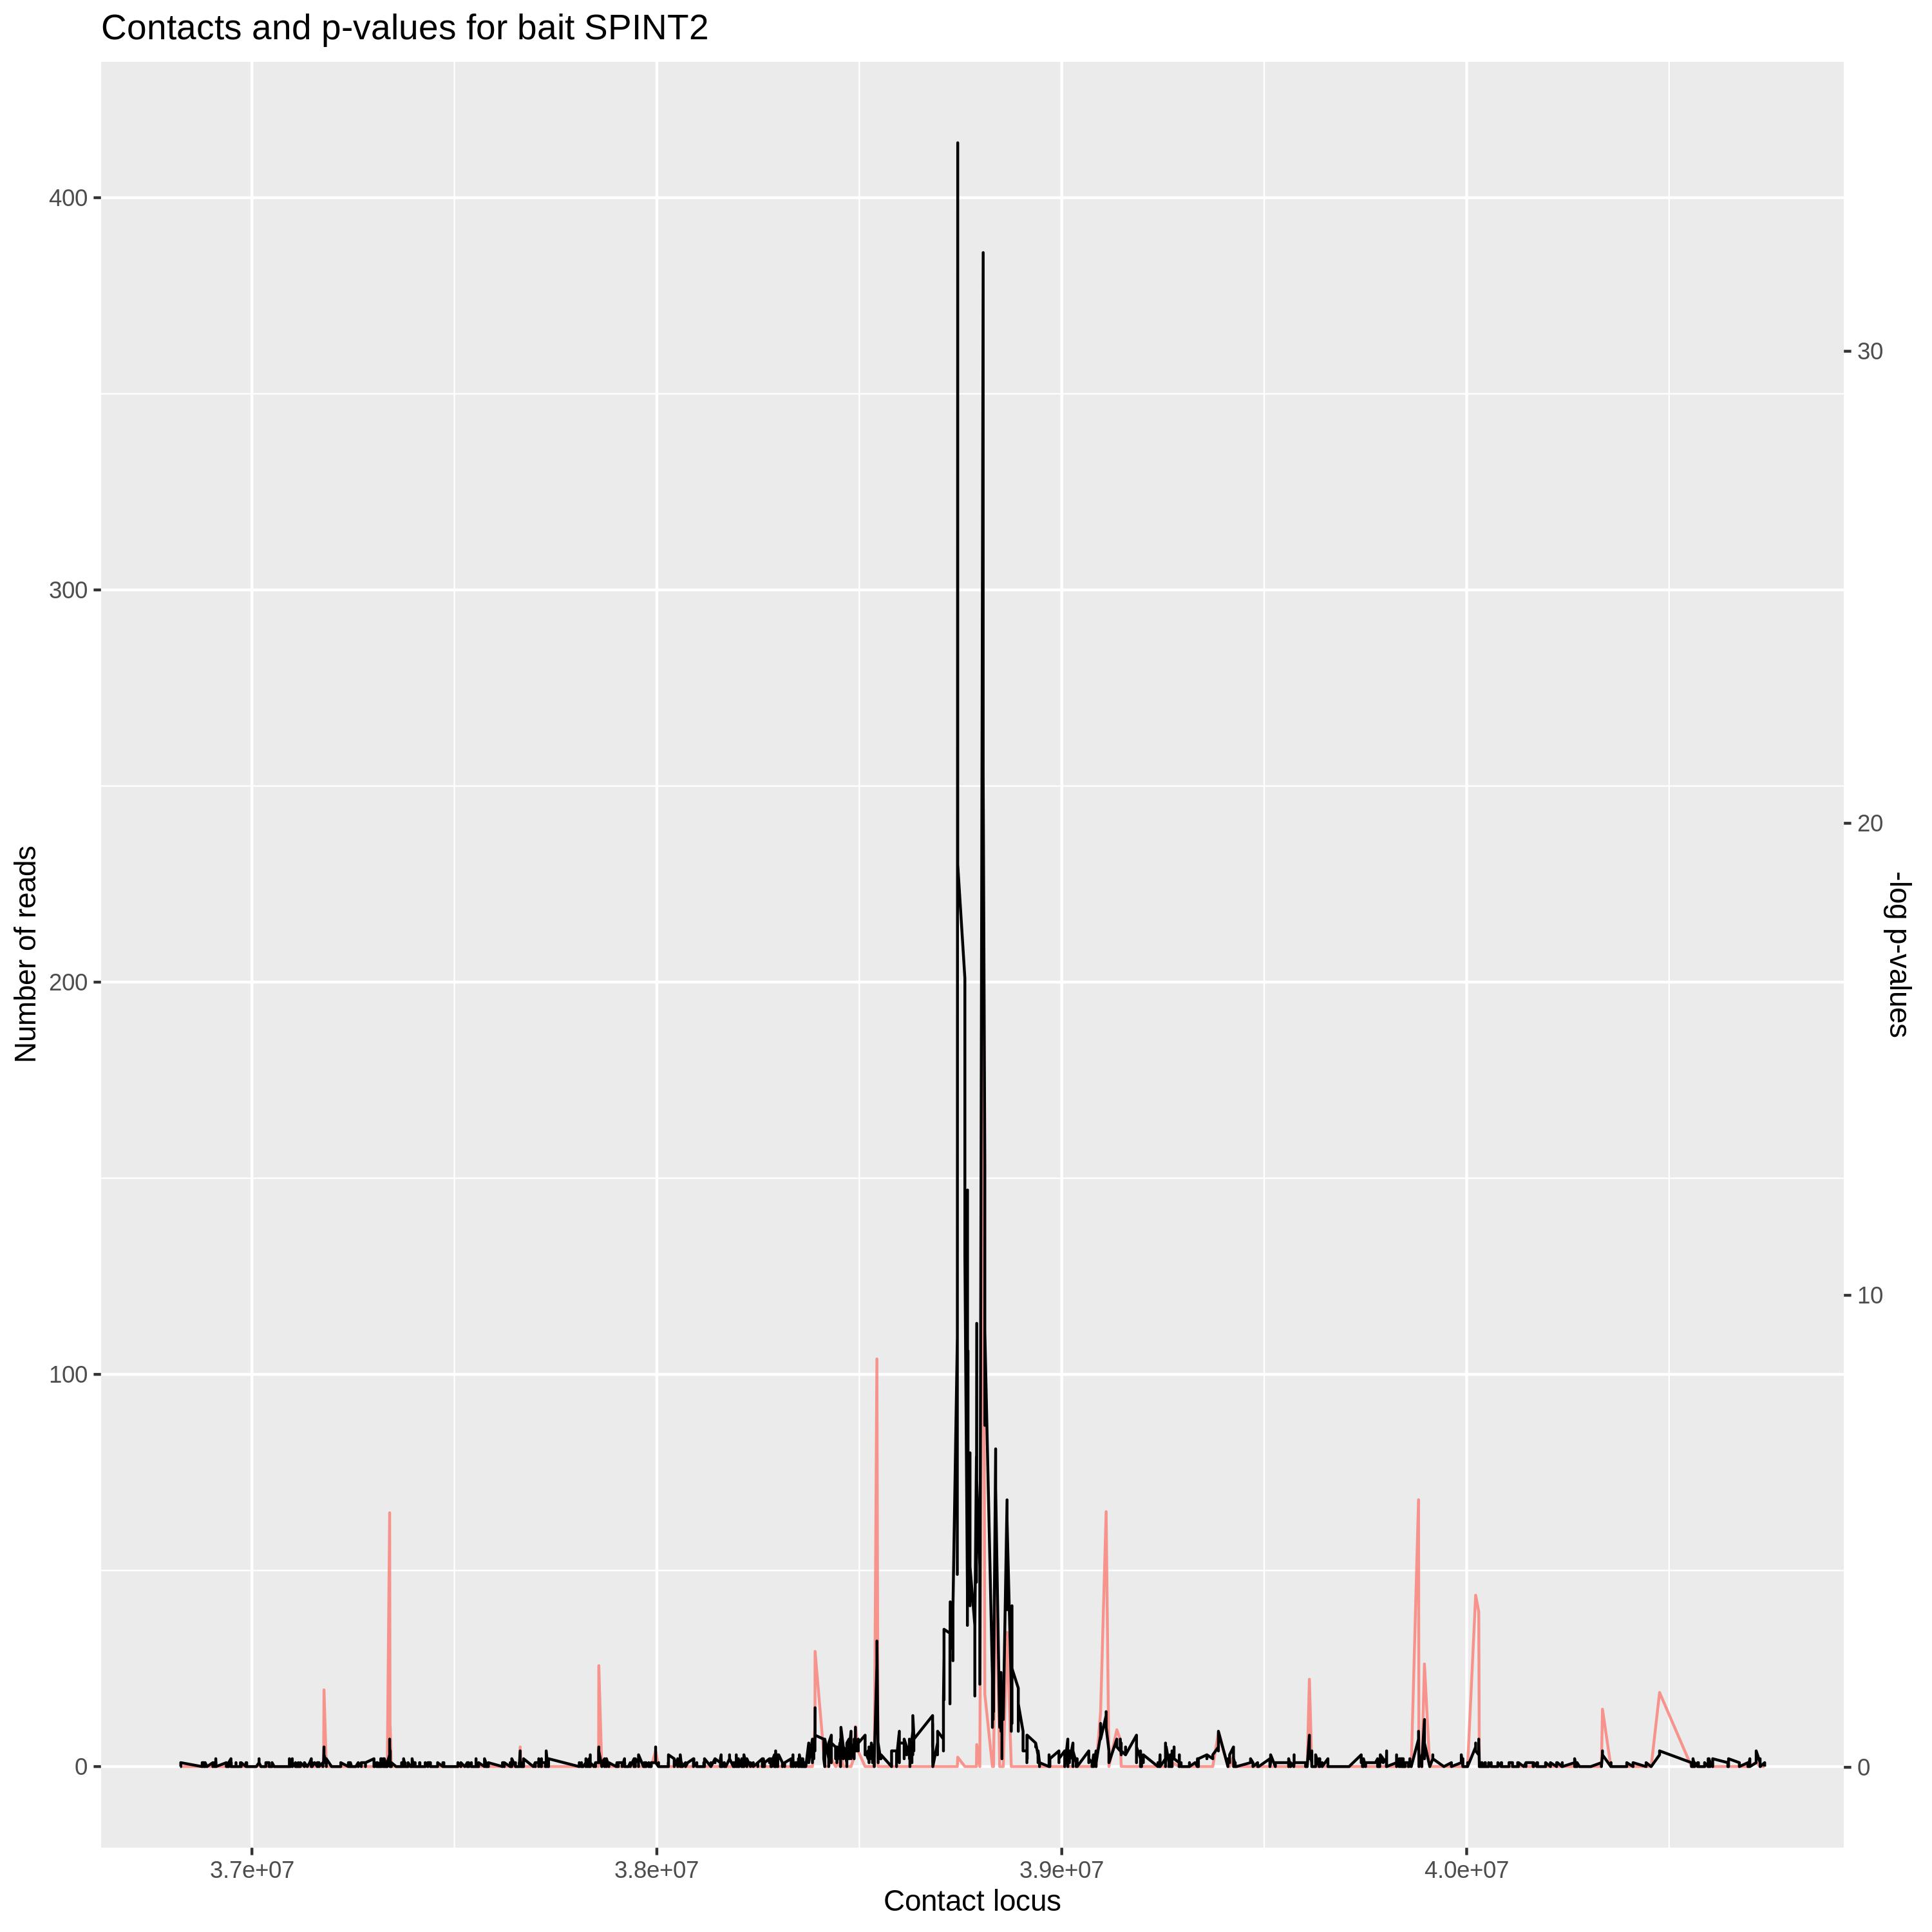 Contacts and p-values for bait SPINT2
400
300
200
100
0
Number of reads
30
20
10
0
-log p-values
3.7e+07
3.8e+07
3.9e+07
4.0e+07
Contact locus